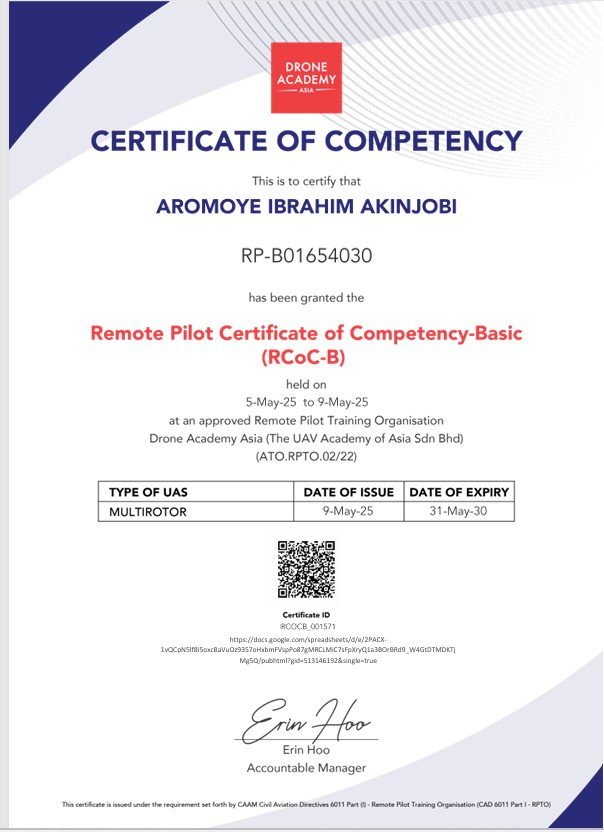 DRONE
ACADEMY
ASIA
CERTIFICATE OF COMPETENCY
This is to certify that
AROMOYE IBRAHIM AKINJOBI
RP-B01654030
has been granted the
Remote Pilot Certificate of Competency-Basic
(RCoC-B)
held on
5-May-25 to 9-May-25
at an approved Remote Pilot Training Organisation
Drone Academy Asia (The UAV Academy of Asia Sdn Bhd)
(ATO.RPTO.02/22)
TYPE OF UAS DATE OF ISSUE DATE OF EXPIRY
MULTIROTOR 9-May-25 31-May-30
Certificate ID
IRCOCB_001571
https://docs.google.com/spreadsheets/d/e/2PACX-
Mg5Q/pubhtml?gid=513146192&single=true
Erin Hoo
Erin Hoo
Accountable Manager
This certificate is issued under the requirement set forth by CAAM Civil Aviation Directives 6011 Part (I) - Remote Pilot Training Organisation (CAD 6011 Part I - RPTO)